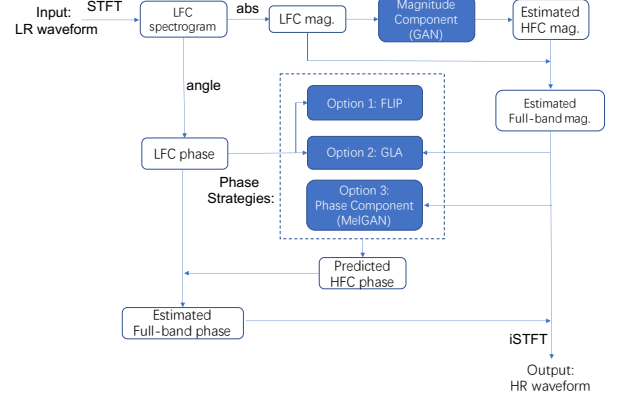 Input:
LR waveform
STFT
LFC
spectrogram
abs
LFC mag.
Magnitude
Component
(GAN)
Estimated
HFC mag.
angle
Option 1: FLIP
Estimated
Full-band mag.
LFC phase
Option 2: GLA
Phase
Strategies:
Option 3:
Phase Component
(MelGAN)
Predicted
HFC phase
Estimated
Full-band phase
iSTFT
Output:
HR waveform